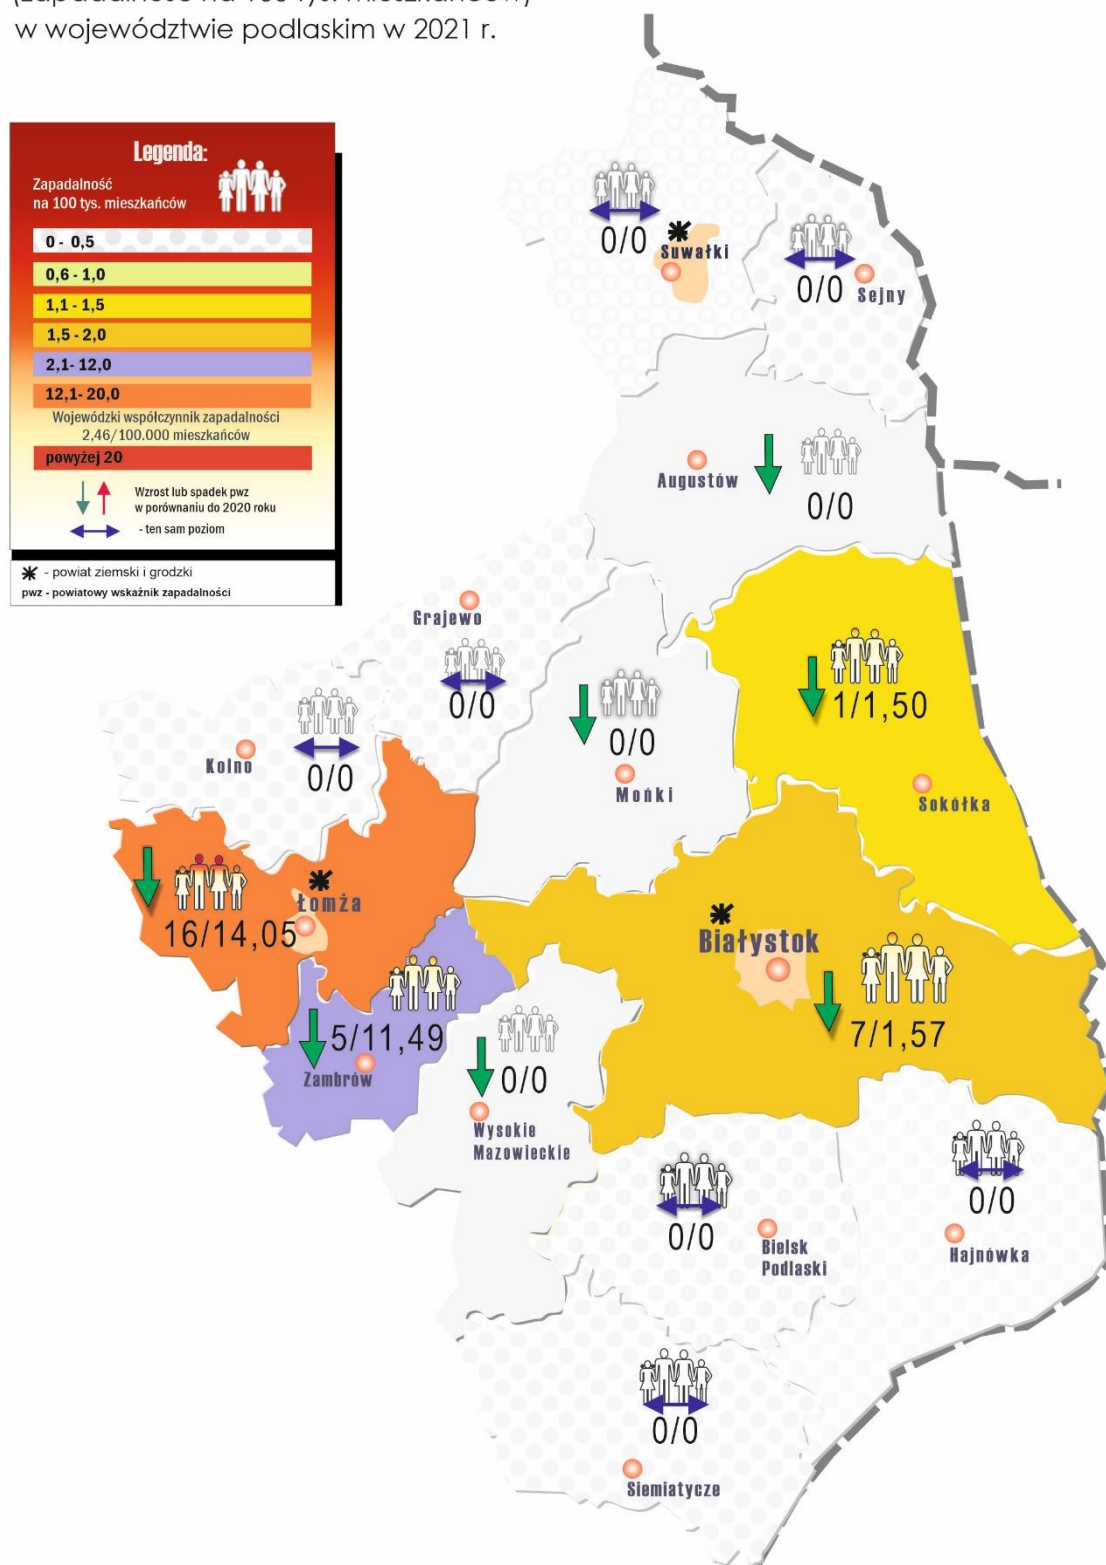 (zapadalność na 100 tys. mieszkańców)
w województwie podlaskim w 2021 r.
Legenda:
Zapadalność
na 100 tys. mieszkańców
0 - 0,5
0,6 - 1,0
1,1 - 1,5
1,5 - 2,0
2,1- 12,0
12,1- 20,0
Wojewódzki współczynnik zapadalności
2,46/100.000 mieszkańców
powyżej 20
Wzrost lub spadek pwz
w porównaniu do 2020 roku
- ten sam poziom
- powiat ziemski i grodzki
pwz - powiatowy wskaźnik zapadalności
0/0
Suwałki
0/0
Sejny
Augustów
0/0
Grajewo
0/0
0/0
Mońki
1/1,50
Sokółka
Kolno
0/0
Łomża
16/14,05
Białystok
7/1,57
5/11,49
Zambrów
0/0
Wysokie
Mazowieckie
0/0
Bielsk
Podlaski
0/0
Hajnówka
0/0
Siemiatycze